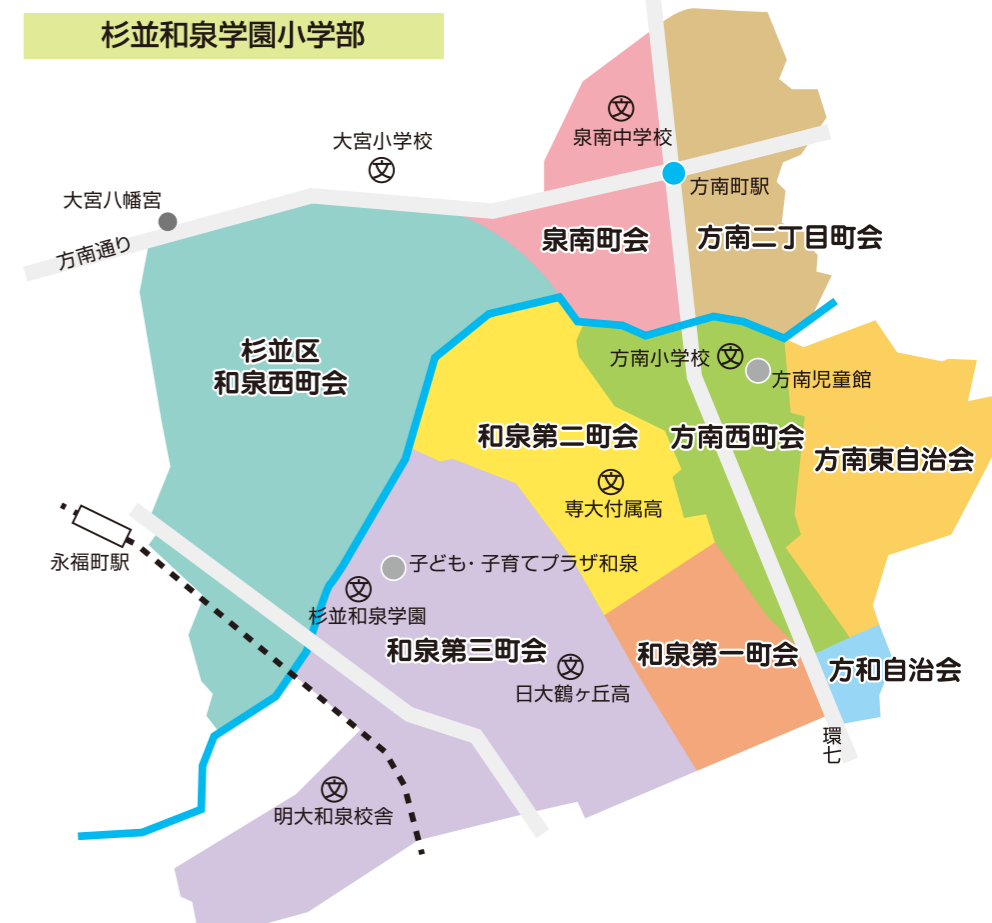 杉並和泉学園小学部
文
泉南中学校
大宮小学校
文
方南町駅
大宮八幡宮
方南通り
泉南町会
方南二丁目町会
杉並区
和泉西町会
方南小学校
文
方南児童館
和泉第二町会
方南西町会
方南東自治会
文
専大付属高
永福町駅
子ども・子育てプラザ和泉
文
杉並和泉学園
和泉第三町会
和泉第一町会
文
日大鶴ヶ丘高
方和自治会
環七
文
明大和泉校舎